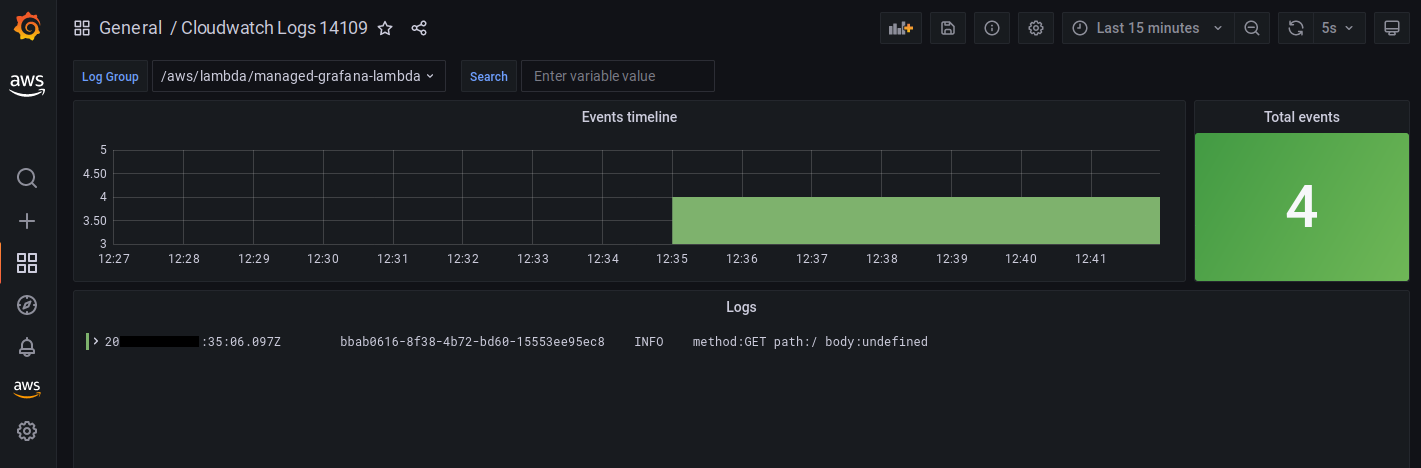 General / Cloudwatch Logs 14109 Last 15 minutes 5s
aws
Log Group /aws/lambda/managed-grafana-lambda Search Enter variable value
Events timeline Total events
5
4.50
4
3.50
3
12:27 12:28 12:29 12:30 12:31 12:32 12:33 12:34 12:35 12:36 12:37 12:38 12:39 12:40 12:41
4
Logs
20 :35:06.097Z bbab0616-8f38-4b72-bd60-15553ee95ec8 INFO method:GET path:/ body:undefined
aws